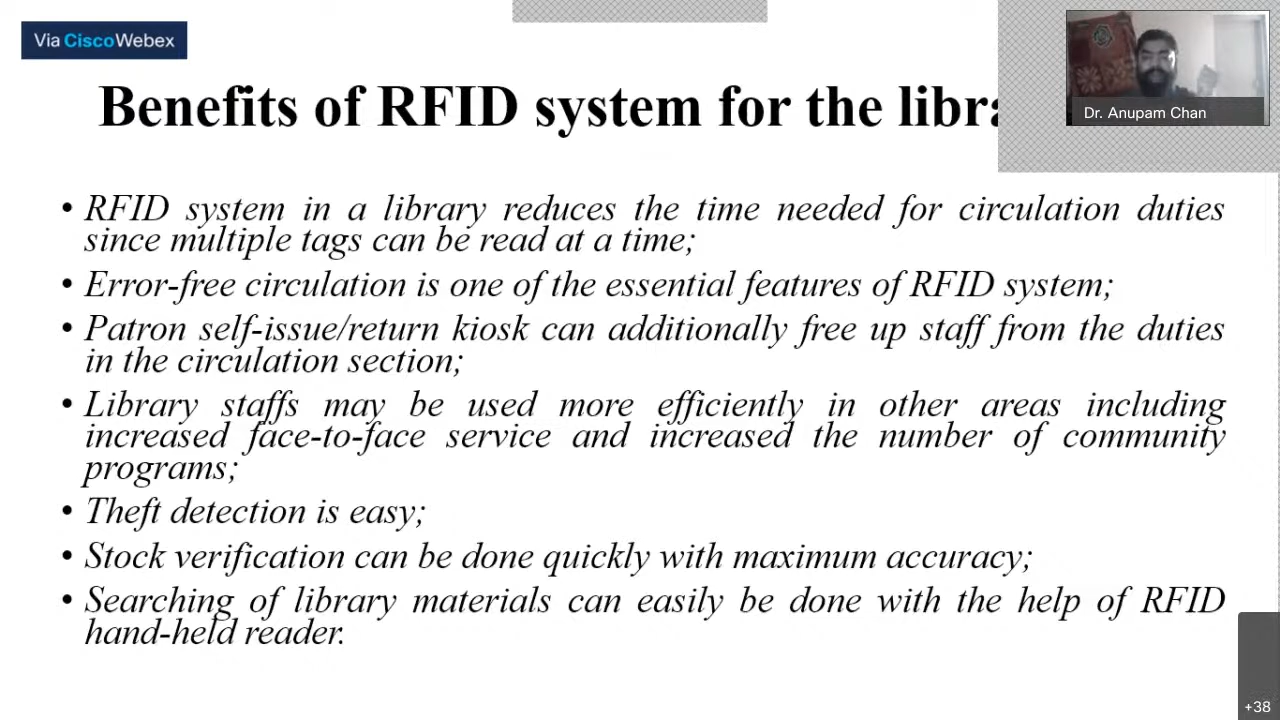 Via CiscoWebex
Benefits of RFID system for the libra
Dr. Anupam Chan
• RFID system in a library reduces the time needed for circulation duties
since multiple tags can be read at a time;
• Error-free circulation is one of the essential features of RFID system;
• Patron self-issue/return kiosk can additionally free up staff from the duties
in the circulation section;
• Library staffs may be used more efficiently in other areas including
increased face-to-face service and increased the number of community
programs;
• Theft detection is easy;
• Stock verification can be done quickly with maximum accuracy;
• Searching of library materials can easily be done with the help of RFID
hand-held reader.
+38